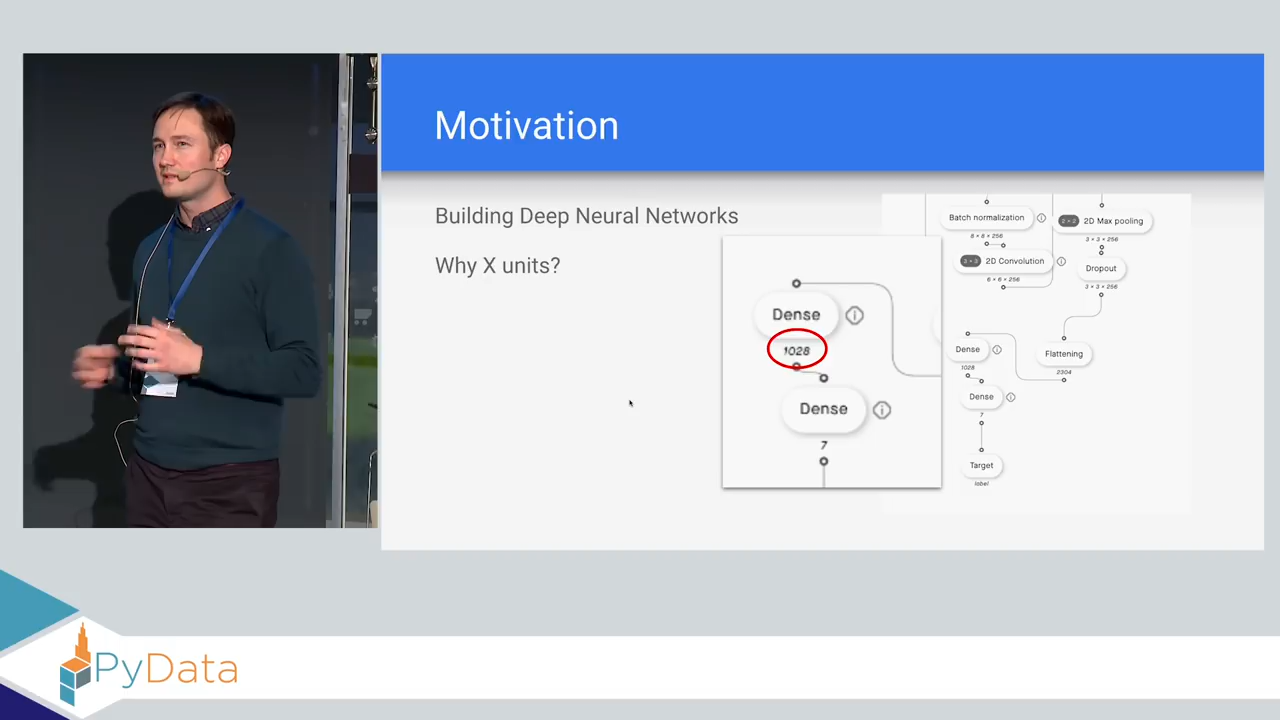 Motivation
Building Deep Neural Networks
Why X units?
Dense
1028
Dense
7
Batch normalization
8 × 8 × 256
3 × 3 2D Convolution
6 × 6 × 256
2 × 2 2D Max pooling
3 × 3 × 256
Dropout
3 × 3 × 256
Flattening
2304
Dense
1028
Dense
7
Target
label
PyData